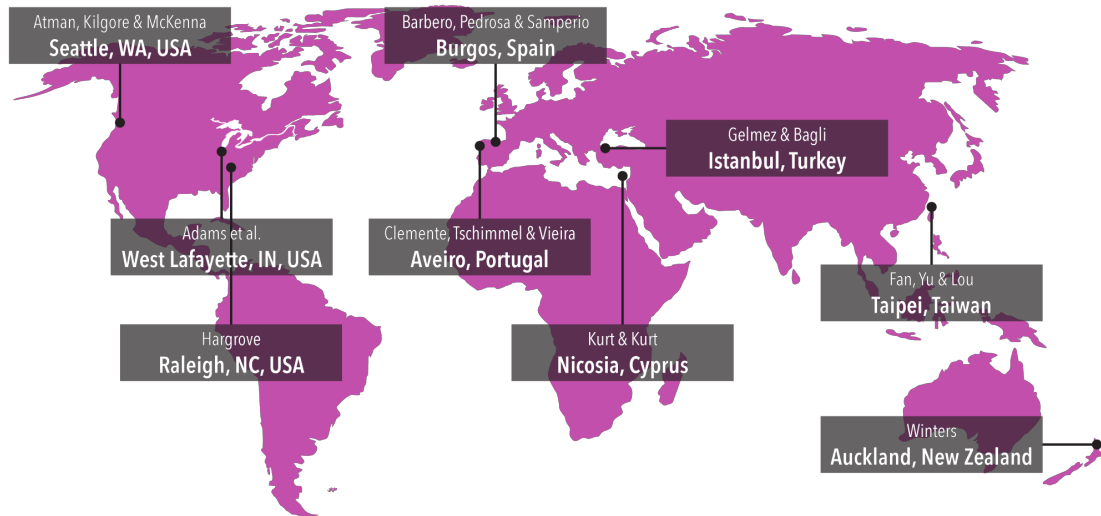 Atman, Kilgore & McKenna
Seattle, WA, USA
Barbero, Pedrosa & Samperio
Burgos, Spain
Gelmez & Bagli
Istanbul, Turkey
Adams et al.
West Lafayette, IN, USA
Clemente, Tschimmel & Vieira
Aveiro, Portugal
Fan, Yu & Lou
Taipei, Taiwan
Hargrove
Raleigh, NC, USA
Kurt & Kurt
Nicosia, Cyprus
Winters
Auckland, New Zealand